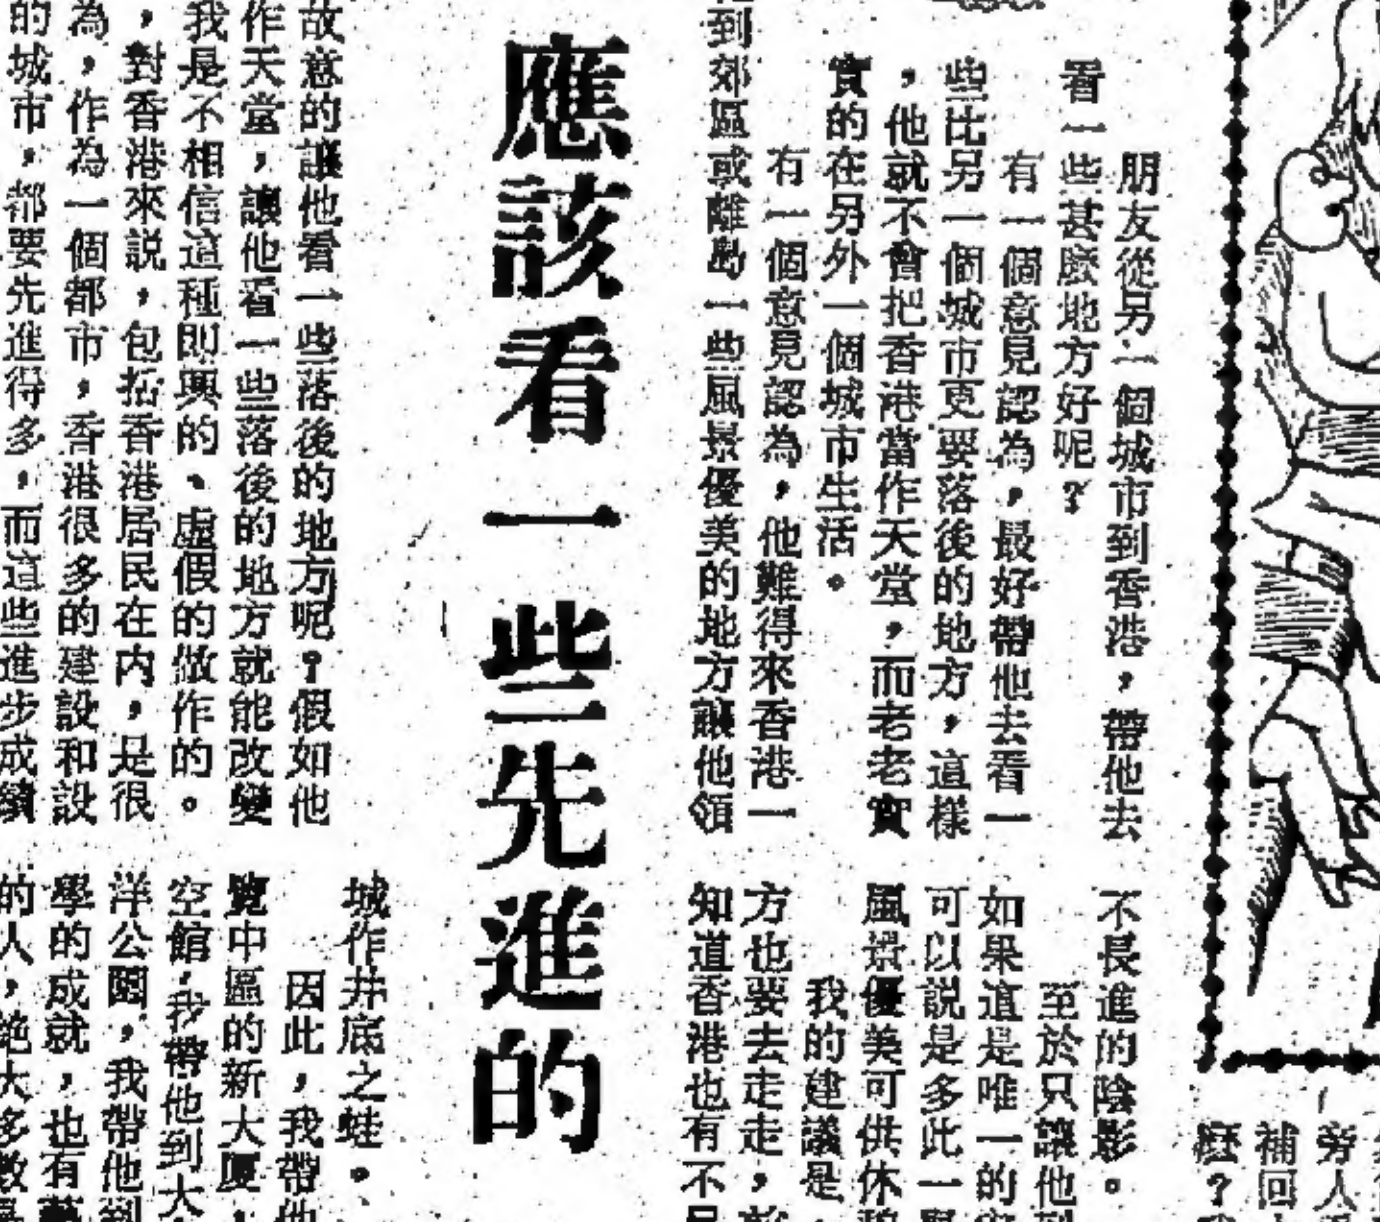 應該看一些先進的
朋友從另一個城市到香港，帶他去
看一些甚麽地方好呢？
有一個意見認為，最好帶他去看一
些比另一個城市更要落後的地方，這樣
，他就不會把香港當作天堂，而老老實
實的在另外一個城市生活。
有一個意見認為，他難得來香港一
到郊區或離島一些風景優美的地方讓他領
故意的讓他看一些落後的地方呢？假如他
作天堂，讓他看一些落後的地方就能改變
我是不相信這種即興的、虛假的做作的。
，對香港來説，包括香港居民在内，是很
為，作為一個都市，香港很多的建設和設
的城市，都要先進得多，而這些進步成績
不長進的陰影。
至於只讓他到
如果這是唯一的
可以説是多此一舉
風景優美可供休
我的建議是
方也要去走走，
知道香港也有不
城作井底之蛙。
因此，我帶他
覽中區的新大厦，
空館，我帶他到大
洋公園，我帶他到
學的成就，也有藝
的人，絶大多數是
旁人
補回
麽？